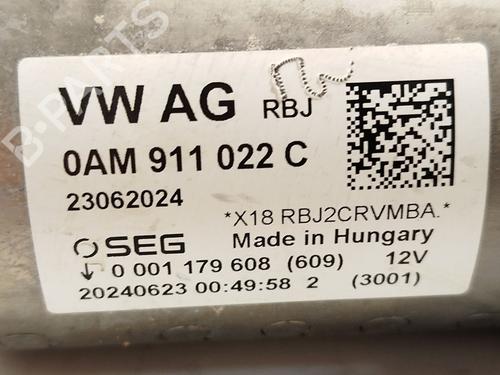 VW AG RBJ
0AM 911 022 C
23062024
*X18 RBJ2CRVMBA.*
SEG Made in Hungary
0 001 179 608 (609) 12V
20240623 00:49:58 2 (3001)
B-PARTS